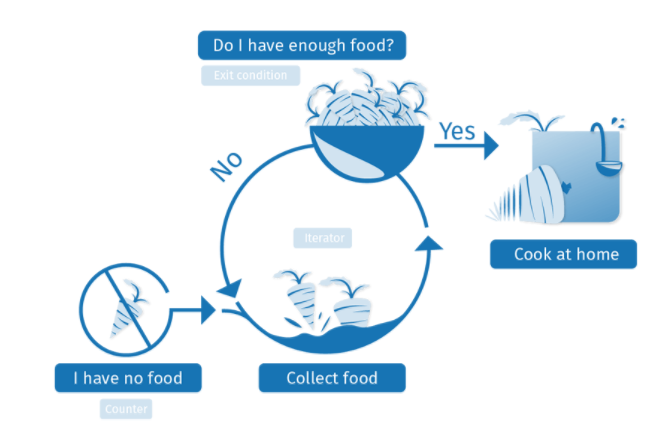 Do I have enough food?
Exit condition
Yes
No
Iterator
Cook at home
I have no food
Collect food
Counter